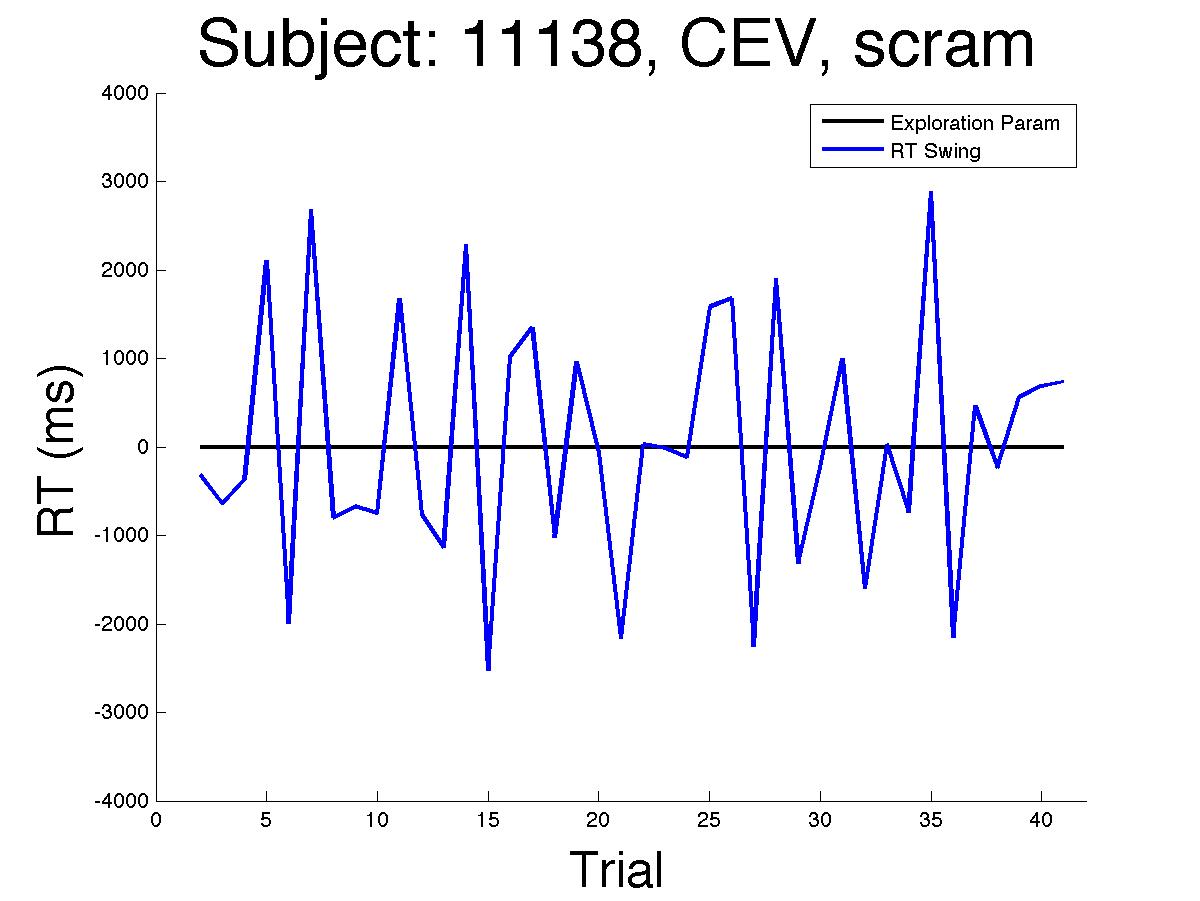 Subject: 11138, CEV, scram
4000
3000
2000
1000
0
-1000
-2000
-3000
-4000
RT (ms)
Exploration Param
RT Swing
0 5 10 15 20 25 30 35 40
Trial